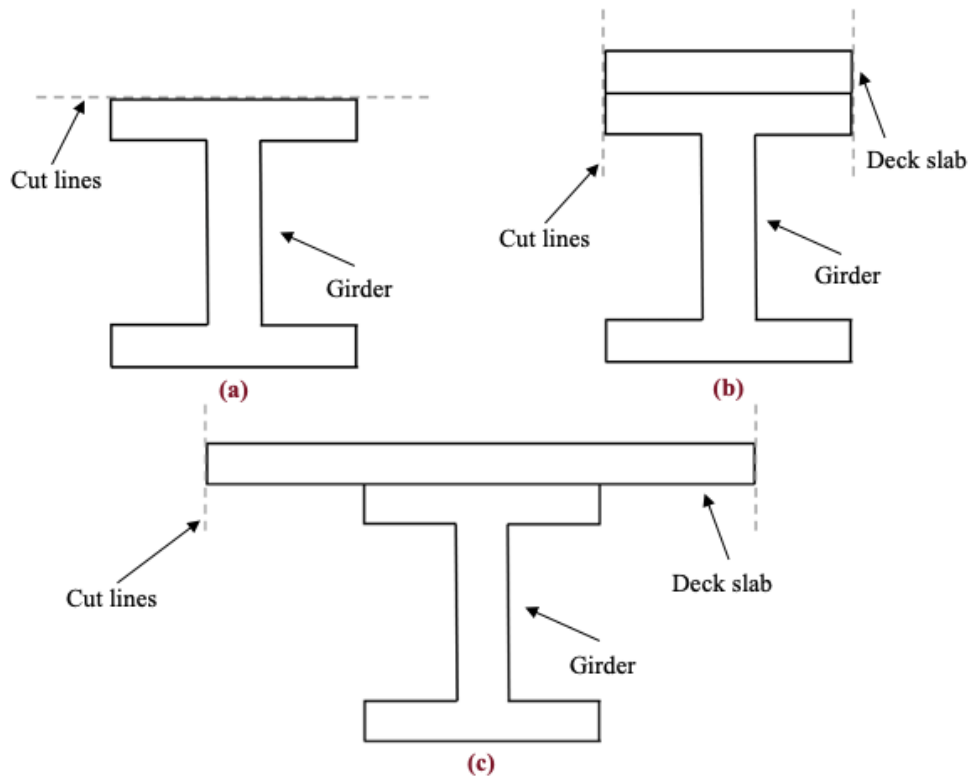 Cut lines
Girder
(a)
Deck slab
Cut lines
Girder
(b)
Cut lines
Deck slab
Girder
(c)